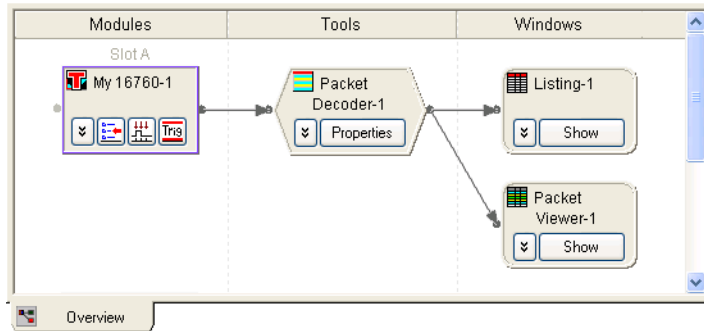 Modules Tools Windows
Slot A
My 16760-1
Trig
Packet
Decoder-1
Properties
Listing-1
Show
Packet
Viewer-1
Show
Overview